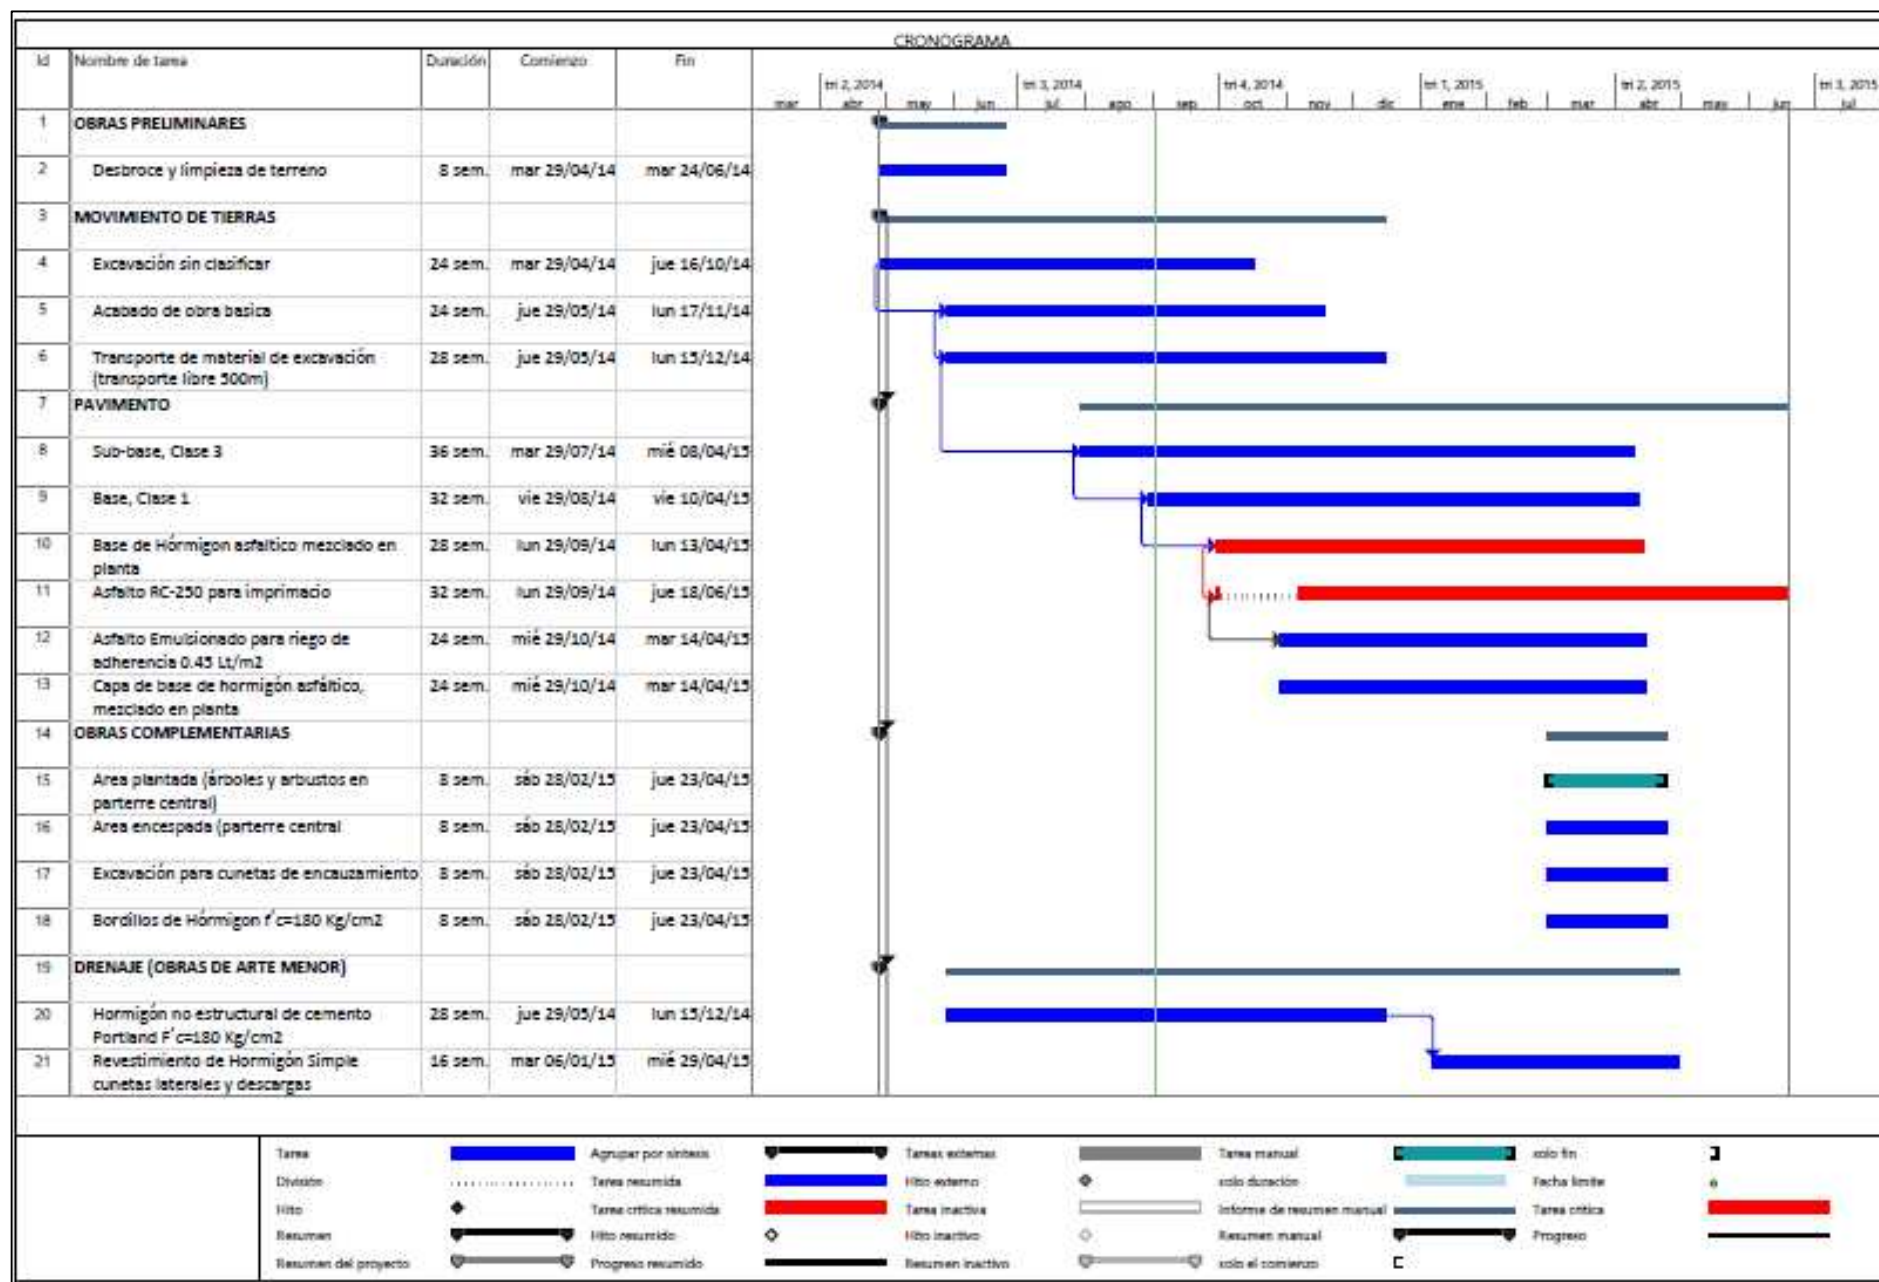 CRONOGRAMA
Id Nombre de tarea Duración Comienzo Fin
tri 2, 2014 tri 3, 2014 tri 4, 2014 tri 1, 2015 tri 2, 2015 tri 3, 2015
mar abr may jun jul ago sep oct nov dic ene feb mar abr may jun jul
1 OBRAS PRELIMINARES
2 Desbroce y limpieza de terreno 8 sem. mar 29/04/14 mar 24/06/14
3 MOVIMIENTO DE TIERRAS
4 Excavación sin clasificar 24 sem. mar 29/04/14 jue 16/10/14
5 Acabado de obra basica 24 sem. jue 29/05/14 lun 17/11/14
6 Transporte de material de excavación 28 sem. jue 29/05/14 lun 15/12/14
(transporte libre 500m)
7 PAVIMENTO
8 Sub-base, Clase 3 36 sem. mar 29/07/14 mié 08/04/15
9 Base, Clase 1 32 sem. vie 29/08/14 vie 10/04/15
10 Base de Hórmigon asfaltico mezclado en 28 sem. lun 29/09/14 lun 13/04/15
planta
11 Asfalto RC-250 para imprimacio 32 sem. lun 29/09/14 jue 18/06/15
12 Asfalto Emulsionado para riego de 24 sem. mié 29/10/14 mar 14/04/15
adherencia 0.45 Lt/m2
13 Capa de base de hormigón asfáltico, 24 sem. mié 29/10/14 mar 14/04/15
mezclado en planta
14 OBRAS COMPLEMENTARIAS
15 Area plantada (árboles y arbustos en 8 sem. sáb 28/02/15 jue 23/04/15
parterre central)
16 Area encespada (parterre central 8 sem. sáb 28/02/15 jue 23/04/15
17 Excavación para cunetas de encauzamiento 8 sem. sáb 28/02/15 jue 23/04/15
18 Bordillos de Hórmigon f´c=180 Kg/cm2 8 sem. sáb 28/02/15 jue 23/04/15
19 DRENAJE (OBRAS DE ARTE MENOR)
20 Hormigón no estructural de cemento 28 sem. jue 29/05/14 lun 15/12/14
Portland F´c=180 Kg/cm2
21 Revestimiento de Hormigón Simple 16 sem. mar 06/01/15 mié 29/04/15
cunetas laterales y descargas
Tarea Agrupar por síntesis Tareas externas Tarea manual solo fin
División Tarea resumida Hito externo solo duración Fecha límite
Hito Tarea crítica resumida Tarea inactiva Informe de resumen manual Tarea crítica
Resumen Hito resumido Hito inactivo Resumen manual Progreso
Resumen del proyecto Progreso resumido Resumen inactivo solo el comienzo